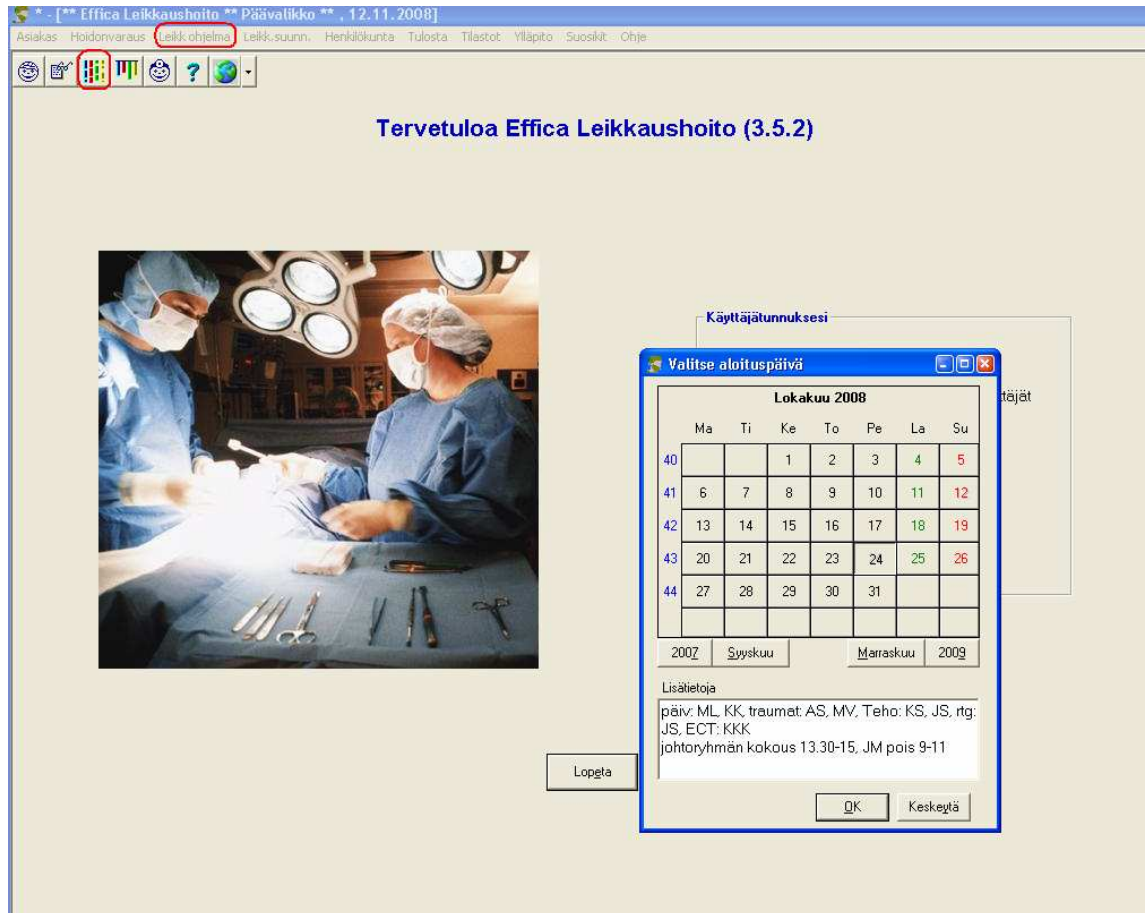 * - [** Effica Leikkaushoito ** Päävalikko ** , 12.11.2008]
Asiakas Hoidonvaraus Leikk.ohjelma Leikk.suunn. Henkilökunta Tulosta Tilastot Ylläpito Suosikit Ohje
?
Tervetuloa Effica Leikkaushoito (3.5.2)
Käyttäjätunnuksesi
täjät
Valitse aloituspäivä
Lokakuu 2008
Ma Ti Ke To Pe La Su
40 1 2 3 4 5
41 6 7 8 9 10 11 12
42 13 14 15 16 17 18 19
43 20 21 22 23 24 25 26
44 27 28 29 30 31
2007 Syyskuu Marraskuu 2009
Lisätietoja
päiv: ML, KK, traumat: AS, MV, Teho: KS, JS, rtg:
JS, ECT: KKK
johtoryhmän kokous 13.30-15, JM pois 9-11
OK Keskeytä
Lopeta